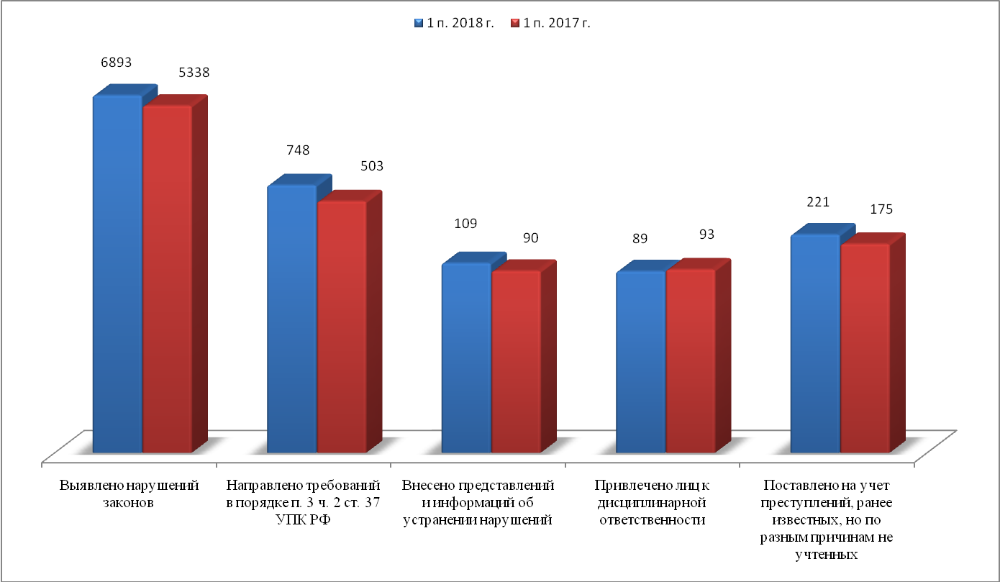 1 п. 2018 г. 1 п. 2017 г.
6893
5338
748
503
109
90
89
93
221
175
Выявлено нарушений
законов
Направлено требований
в порядке п. 3 ч. 2 ст. 37
УПК РФ
Внесено представлений
и информаций об
устранении нарушений
Привлечено лиц к
дисциплинарной
ответственности
Поставлено на учет
преступлений, ранее
известных, но по
разным причинам не
учтенных